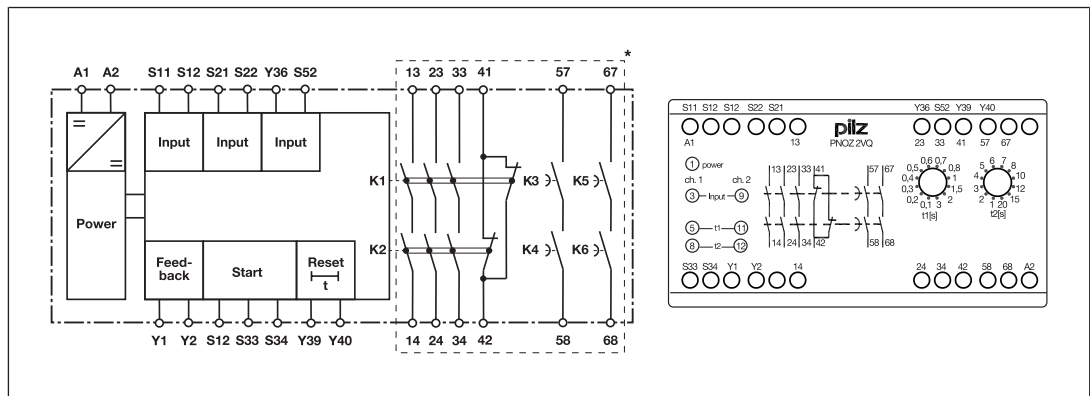 *
A1 A2 S11 S12 S21 S22 Y36 S52 13 23 33 41 57 67
=
=
Input Input Input
Power
K1 K3 K5
K2 K4 K6
Feed-
back
Start
Reset
t
Y1 Y2 S12 S33 S34 Y39 Y40 14 24 34 42 58 68
S11 S12 S12 S22 S21 Y36 S52 Y39 Y40
A1 13 23 33 41 57 67
pilz
PNOZ 2VQ
1 power
ch. 1 ch. 2
3 Input 9
5 t1 11
8 t2 12
13 23 33 41 57 67
14 24 34 42 58 68
0,1 0,2 0,3 0,4 0,5 0,6 0,7 0,8 1 1,5 2 3
t1[s]
1 2 3 4 5 6 7 8 10 12 15 20
t2[s]
S33 S34 Y1 Y2 14 24 34 42 58 68 A2